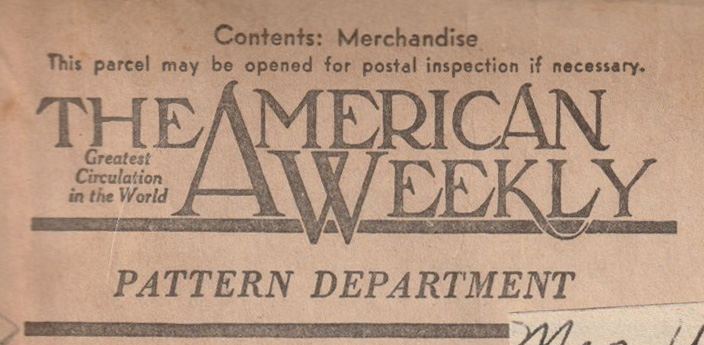 Contents: Merchandise
This parcel may be opened for postal inspection if necessary.
THE AMERICAN
Greatest
Circulation
in the World
WEEKLY
PATTERN DEPARTMENT